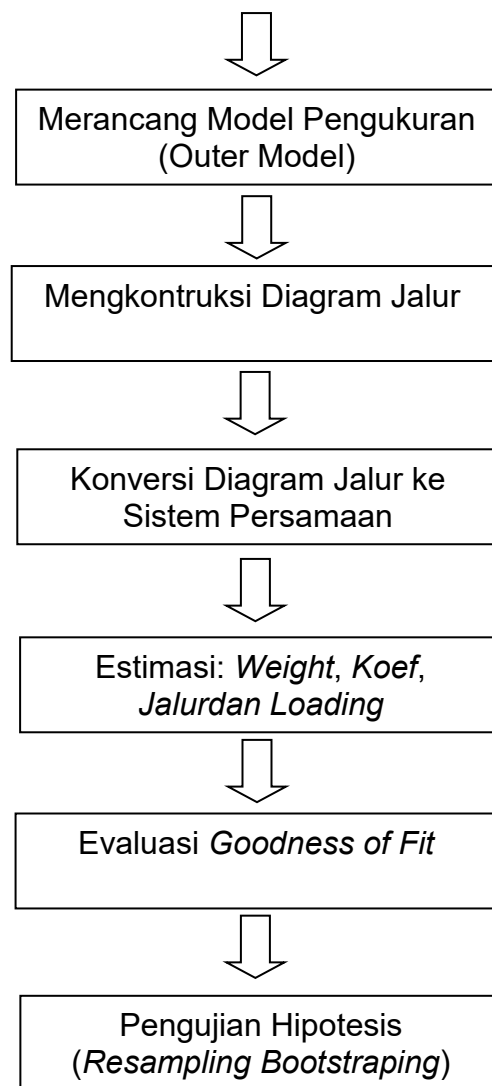 Merancang Model Pengukuran
(Outer Model)
Mengkontruksi Diagram Jalur
Konversi Diagram Jalur ke
Sistem Persamaan
Estimasi: Weight, Koef,
Jalurdan Loading
Evaluasi Goodness of Fit
Pengujian Hipotesis
(Resampling Bootstraping)